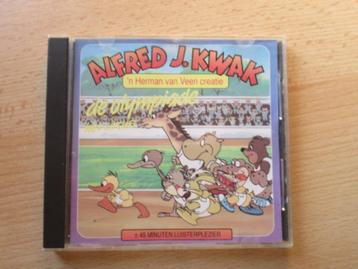 ALFRED J. KWAK
'n Herman van Veen creatie
de olympiade
± 45 MINUTEN LUISTERPLEZIER